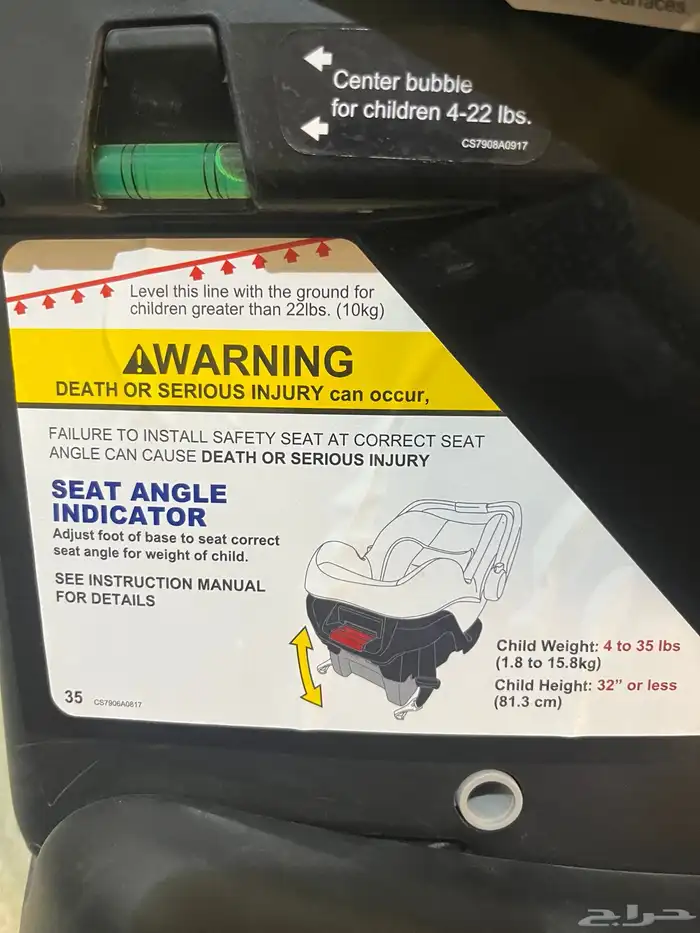 surfaces.
Center bubble
for children 4-22 lbs.
CS7908A0917
Level this line with the ground for
children greater than 22lbs. (10kg)
WARNING
DEATH OR SERIOUS INJURY can occur,
FAILURE TO INSTALL SAFETY SEAT AT CORRECT SEAT
ANGLE CAN CAUSE DEATH OR SERIOUS INJURY
SEAT ANGLE
INDICATOR
Adjust foot of base to seat correct
seat angle for weight of child.
SEE INSTRUCTION MANUAL
FOR DETAILS
Child Weight: 4 to 35 lbs
(1.8 to 15.8kg)
Child Height: 32" or less
(81.3 cm)
35 CS7906A0817
حراج